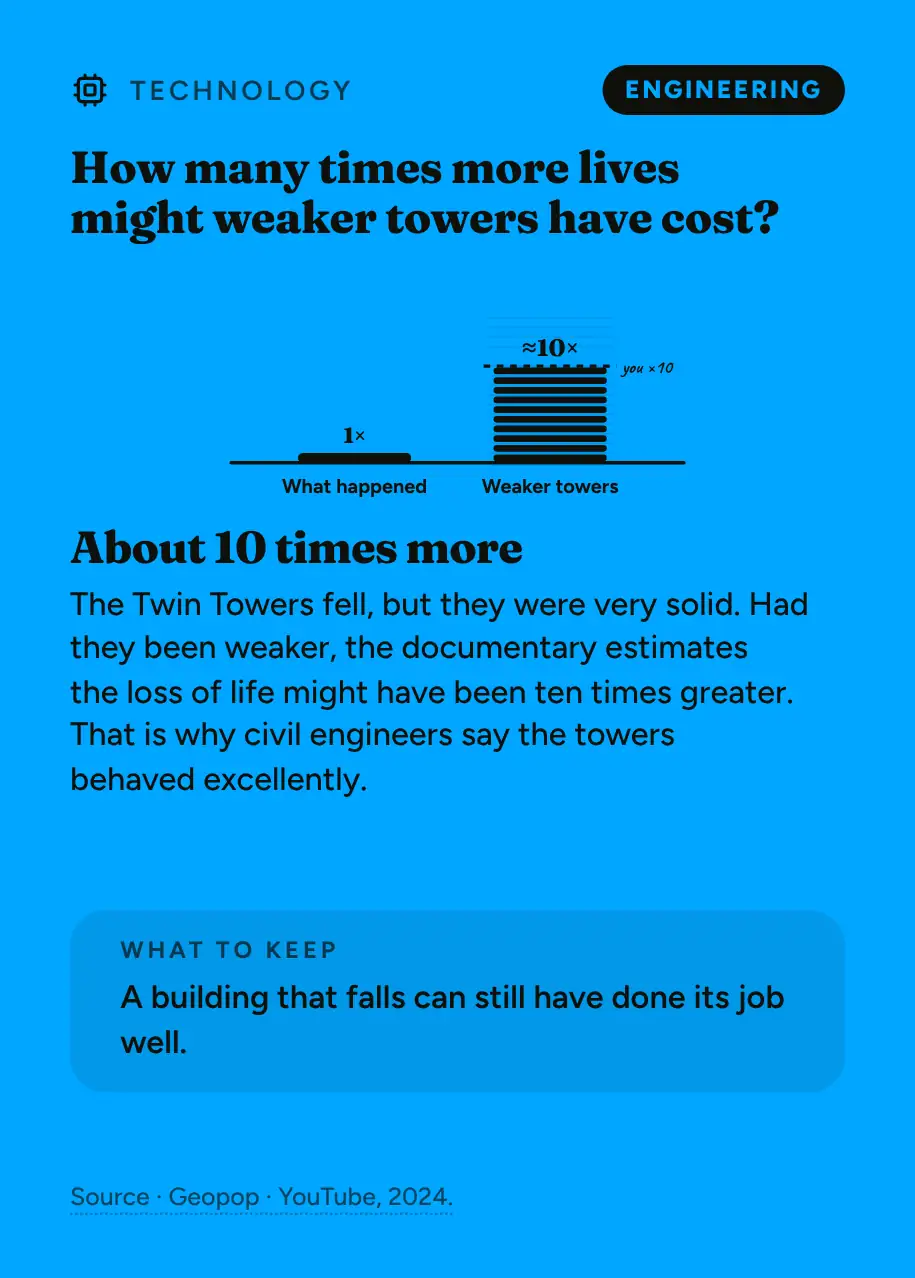 TECHNOLOGY
ENGINEERING
How many times more lives
might weaker towers have cost?
≈10×
you ×10
1×
What happened
Weaker towers
About 10 times more
The Twin Towers fell, but they were very solid. Had
they been weaker, the documentary estimates
the loss of life might have been ten times greater.
That is why civil engineers say the towers
behaved excellently.
WHAT TO KEEP
A building that falls can still have done its job
well.
Source · Geopop · YouTube, 2024.